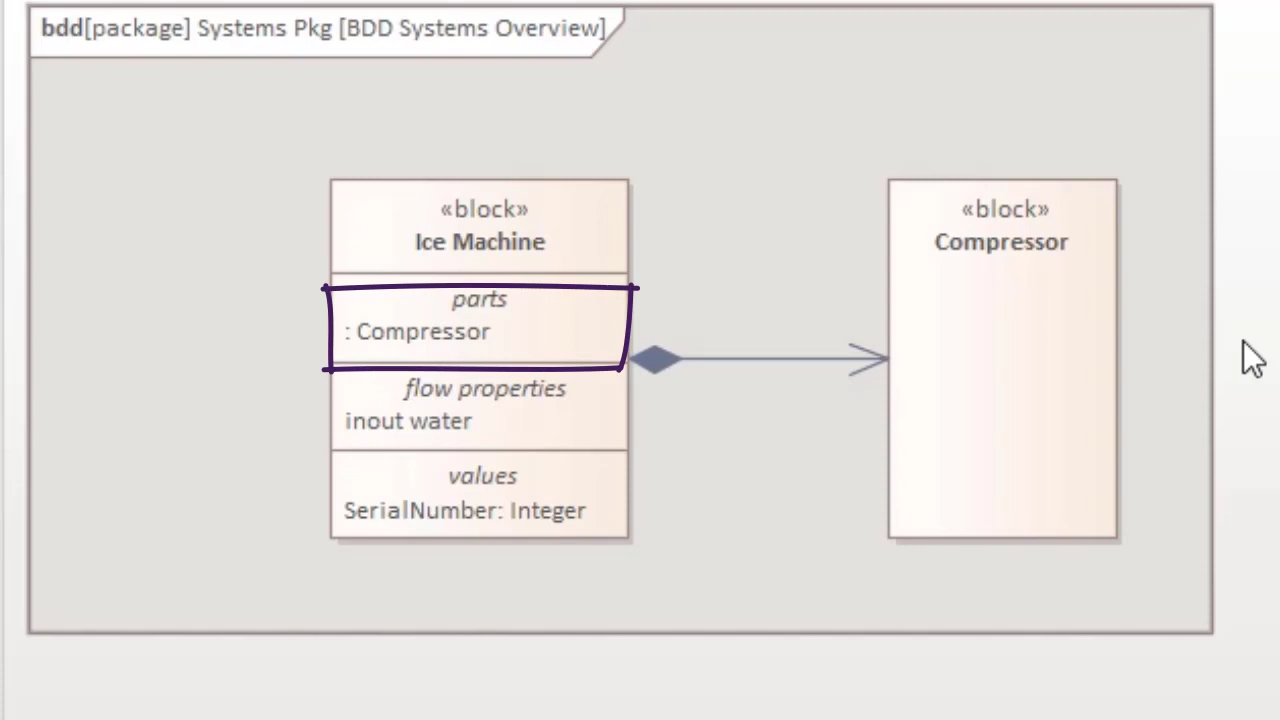 bdd[package] Systems Pkg [BDD Systems Overview]
«block»
Ice Machine
parts
: Compressor
flow properties
inout water
values
SerialNumber: Integer
«block»
Compressor